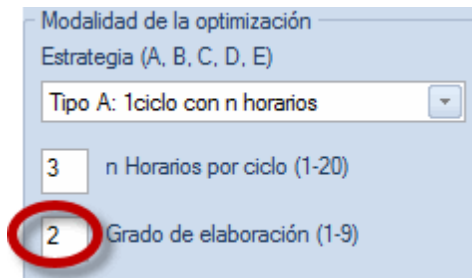 Modalidad de la optimización
Estrategia (A, B, C, D, E)
Tipo A: 1ciclo con n horarios
3 n Horarios por ciclo (1-20)
2 Grado de elaboración (1-9)